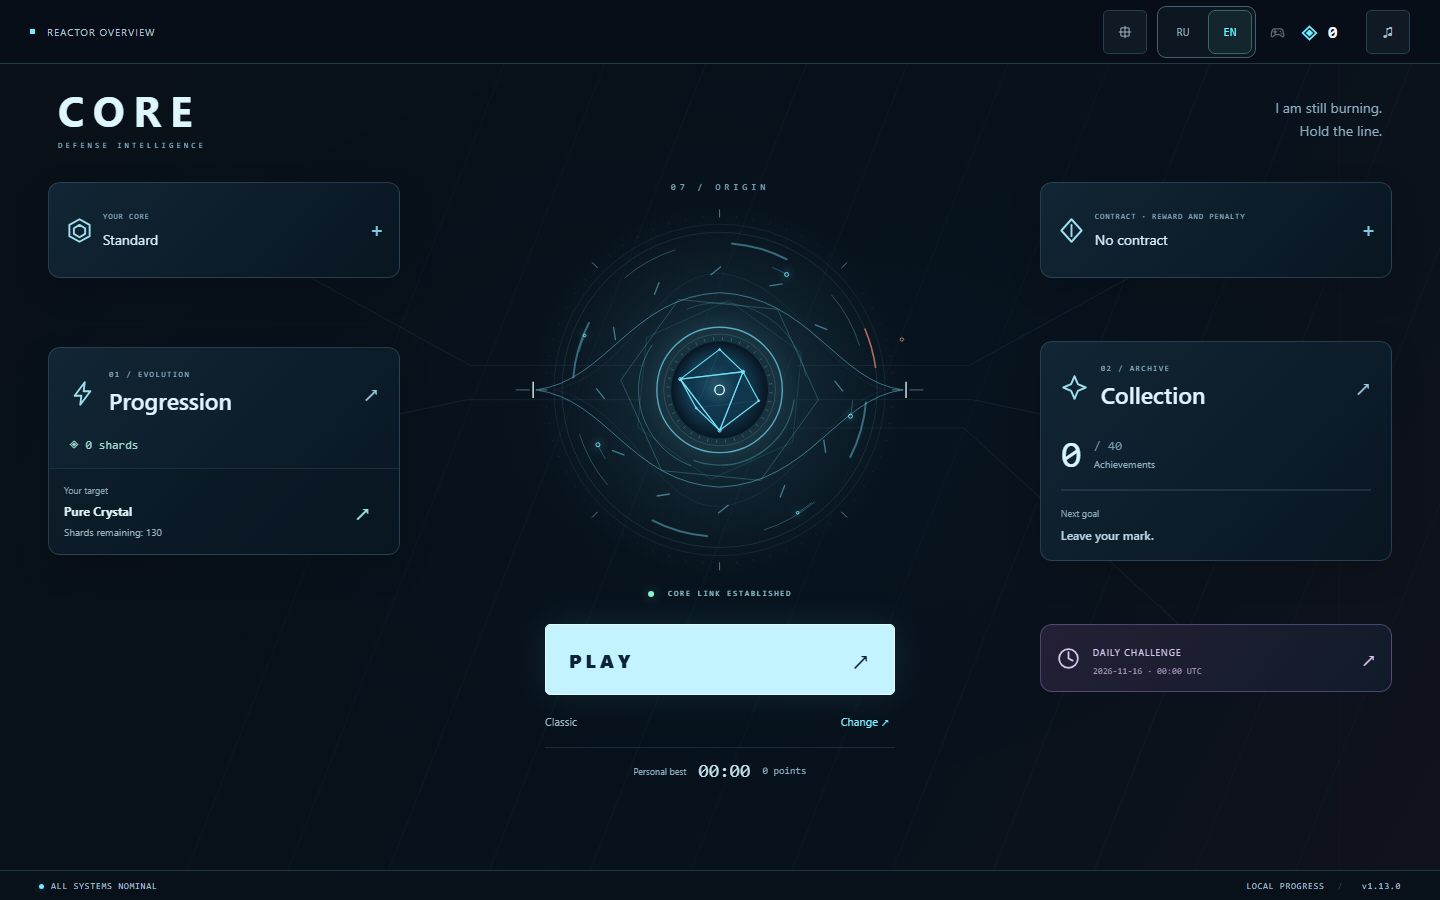 REACTOR OVERVIEW
RU
EN
0
CORE
DEFENSE INTELLIGENCE
I am still burning.
Hold the line.
YOUR CORE
Standard
+
01 / EVOLUTION
Progression
0 shards
Your target
Pure Crystal
Shards remaining: 130
07 / ORIGIN
CORE LINK ESTABLISHED
PLAY ↗
Classic
Change ↗
Personal best 00:00 0 points
CONTRACT · REWARD AND PENALTY
No contract
+
02 / ARCHIVE
Collection
0 / 40
Achievements
Next goal
Leave your mark.
DAILY CHALLENGE
2026-11-16 · 00:00 UTC
ALL SYSTEMS NOMINAL
LOCAL PROGRESS / v1.13.0